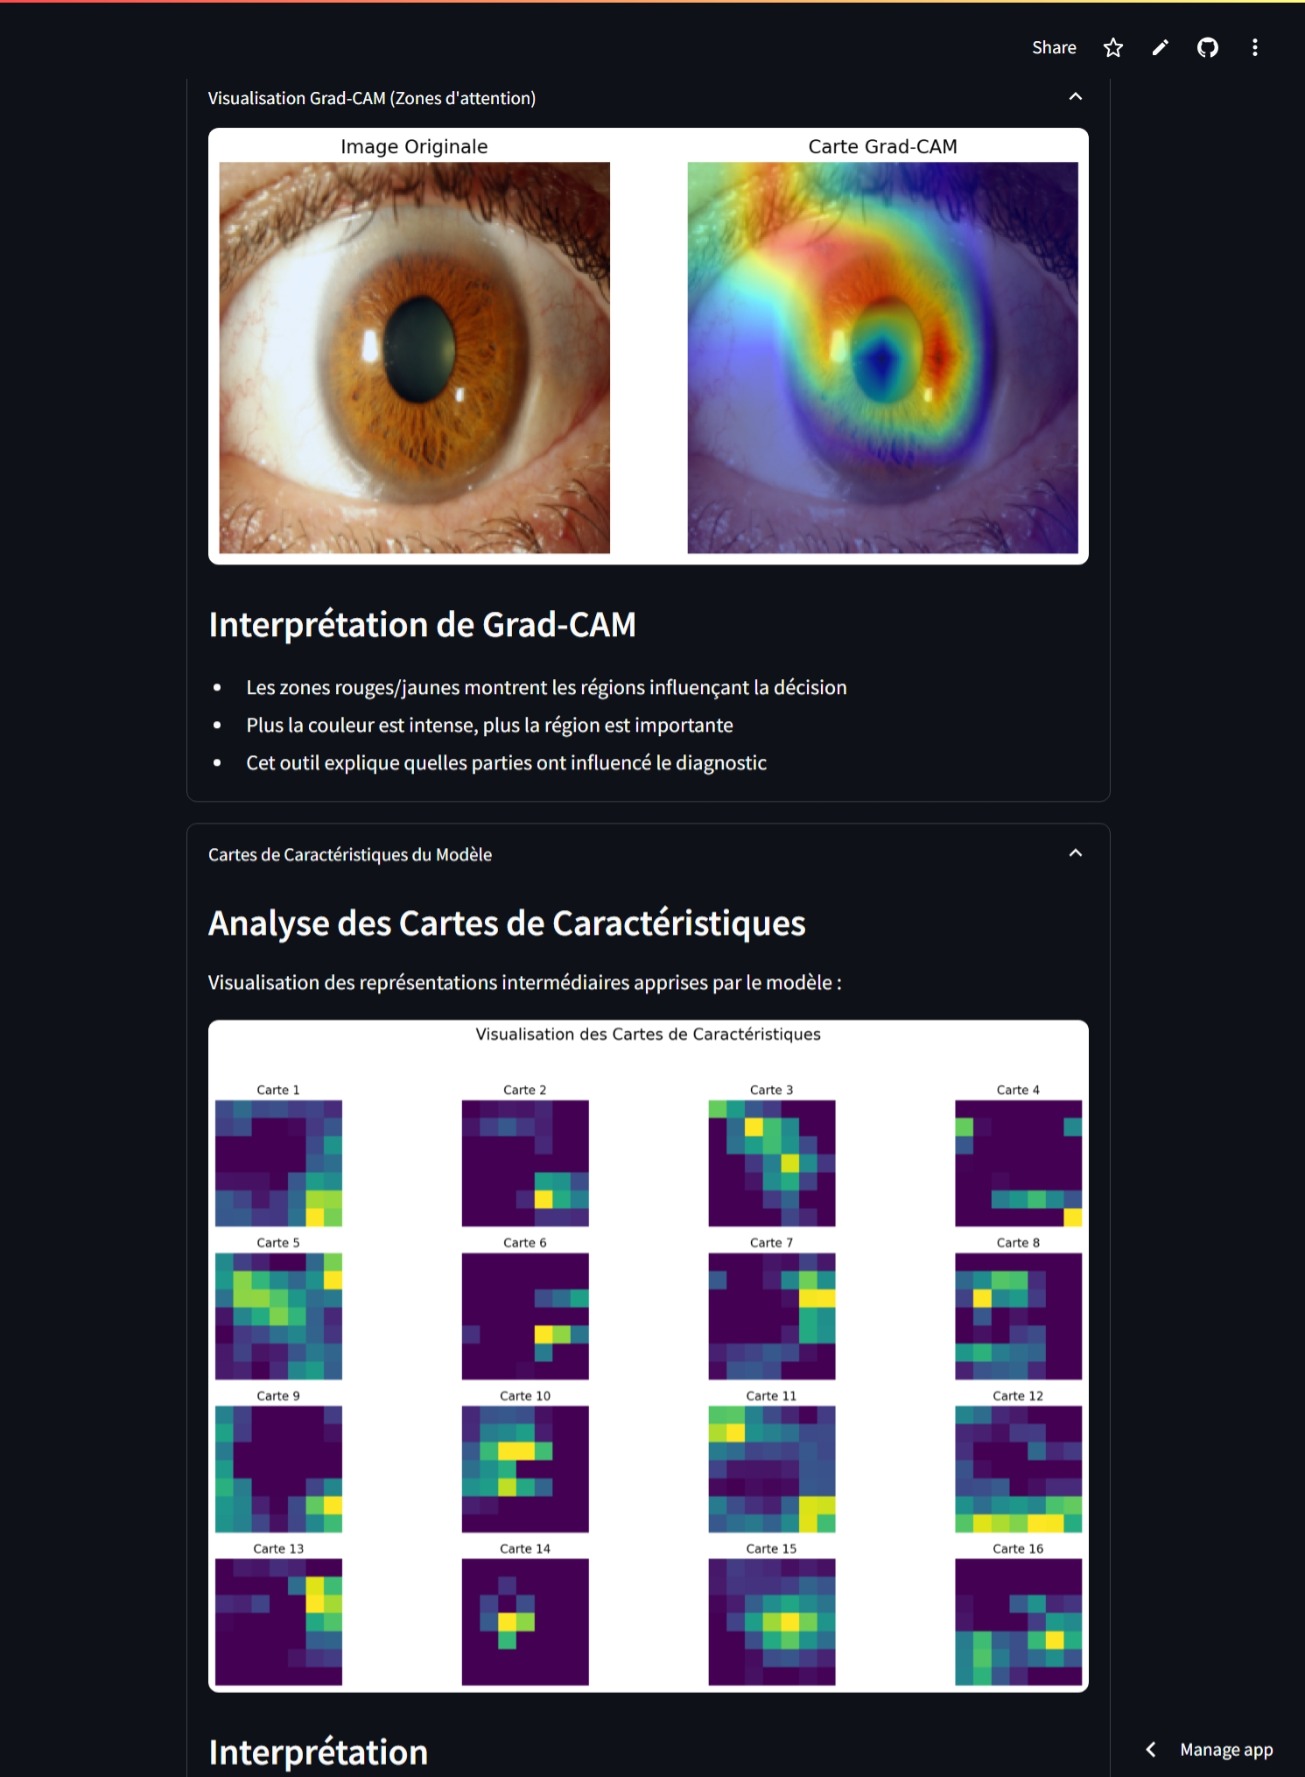 Share
Visualisation Grad-CAM (Zones d'attention)
Image Originale
Carte Grad-CAM
Interprétation de Grad-CAM
• Les zones rouges/jaunes montrent les régions influençant la décision
• Plus la couleur est intense, plus la région est importante
• Cet outil explique quelles parties ont influencé le diagnostic
Cartes de Caractéristiques du Modèle
Analyse des Cartes de Caractéristiques
Visualisation des représentations intermédiaires apprises par le modèle :
Visualisation des Cartes de Caractéristiques
Carte 1
Carte 2
Carte 3
Carte 4
Carte 5
Carte 6
Carte 7
Carte 8
Carte 9
Carte 10
Carte 11
Carte 12
Carte 13
Carte 14
Carte 15
Carte 16
Interprétation
Manage app